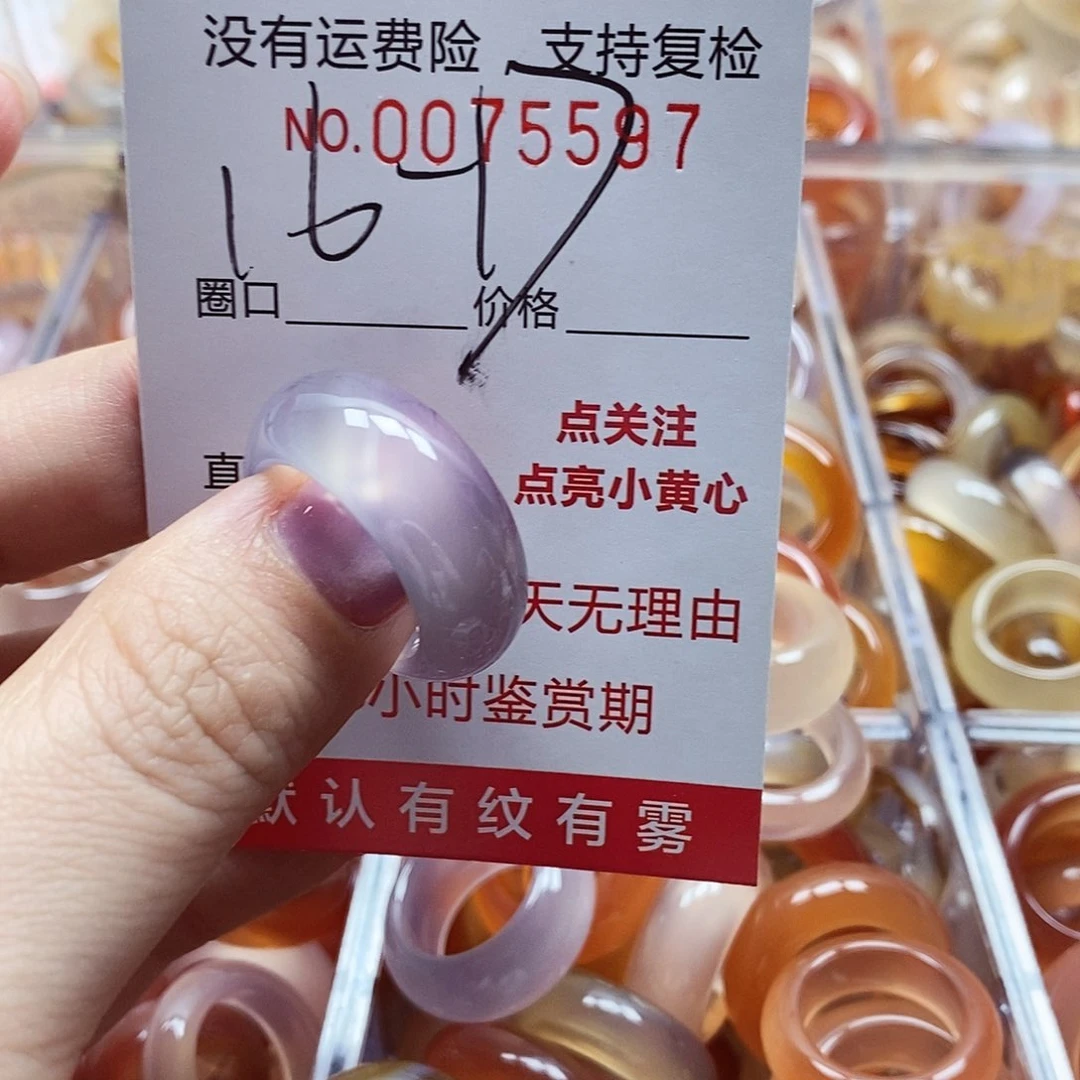 没有运费险 支持复检
NO.0075597
16 17
圈口 价格
点关注
直
点亮小黄心
天无理由
小时鉴赏期
默认有纹有雾